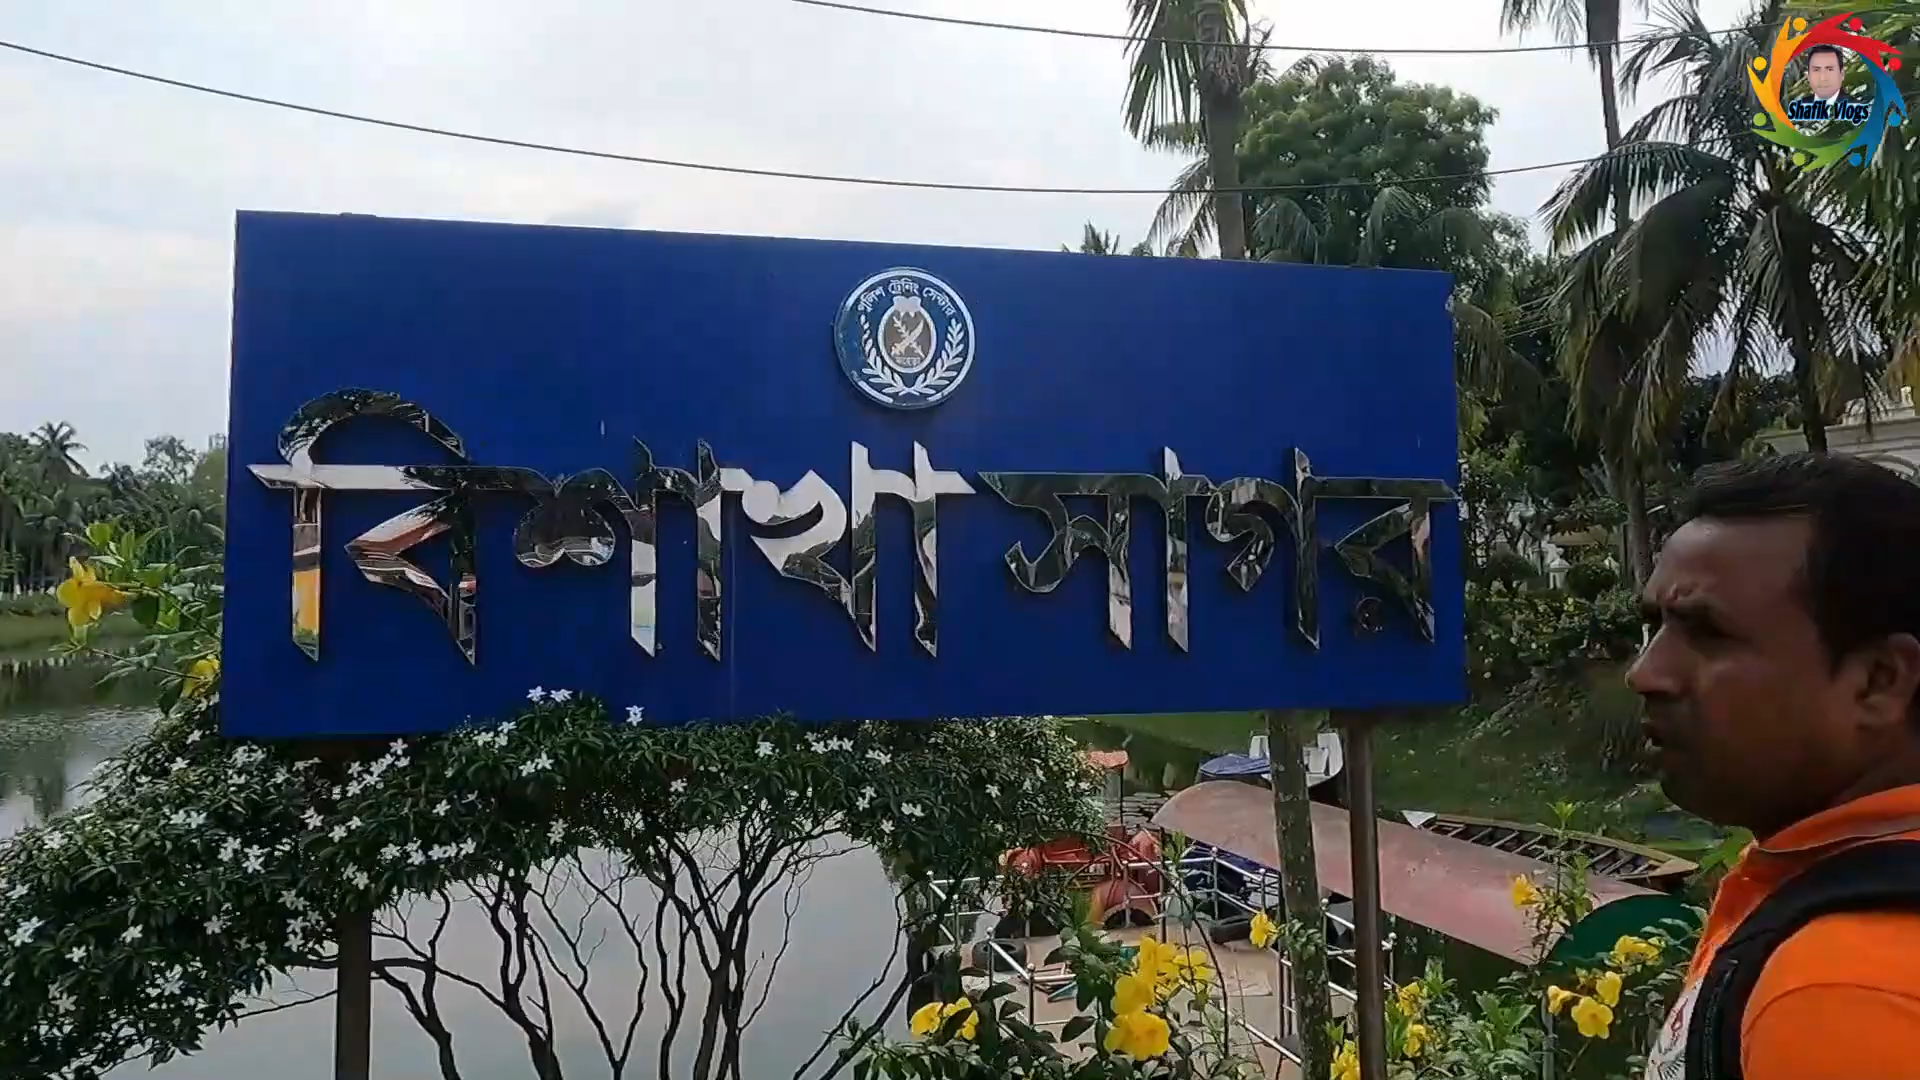 Shafik Vlogs
পুলিশ ট্রেনিং সেন্টার
বিশাখা সাগর